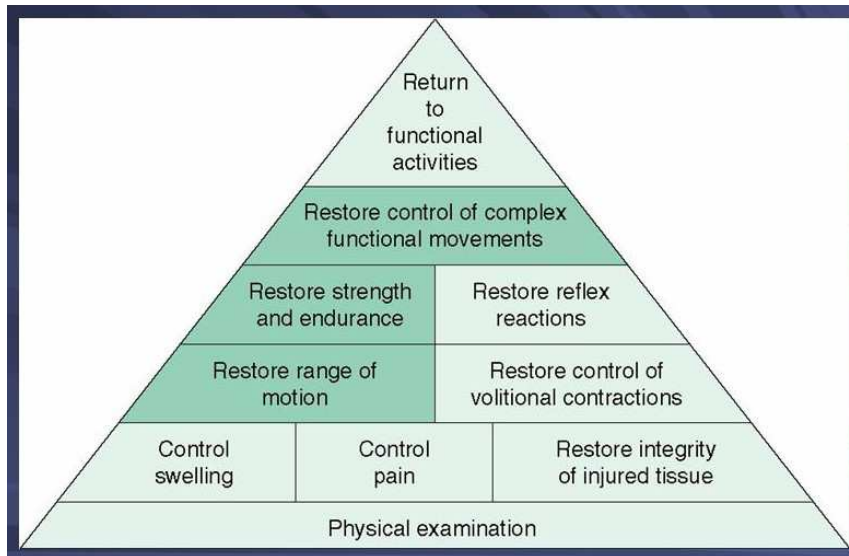 Return
to
functional
activities
Restore control of complex
functional movements
Restore strength
and endurance
Restore reflex
reactions
Restore range of
motion
Restore control of
volitional contractions
Control
swelling
Control
pain
Restore integrity
of injured tissue
Physical examination